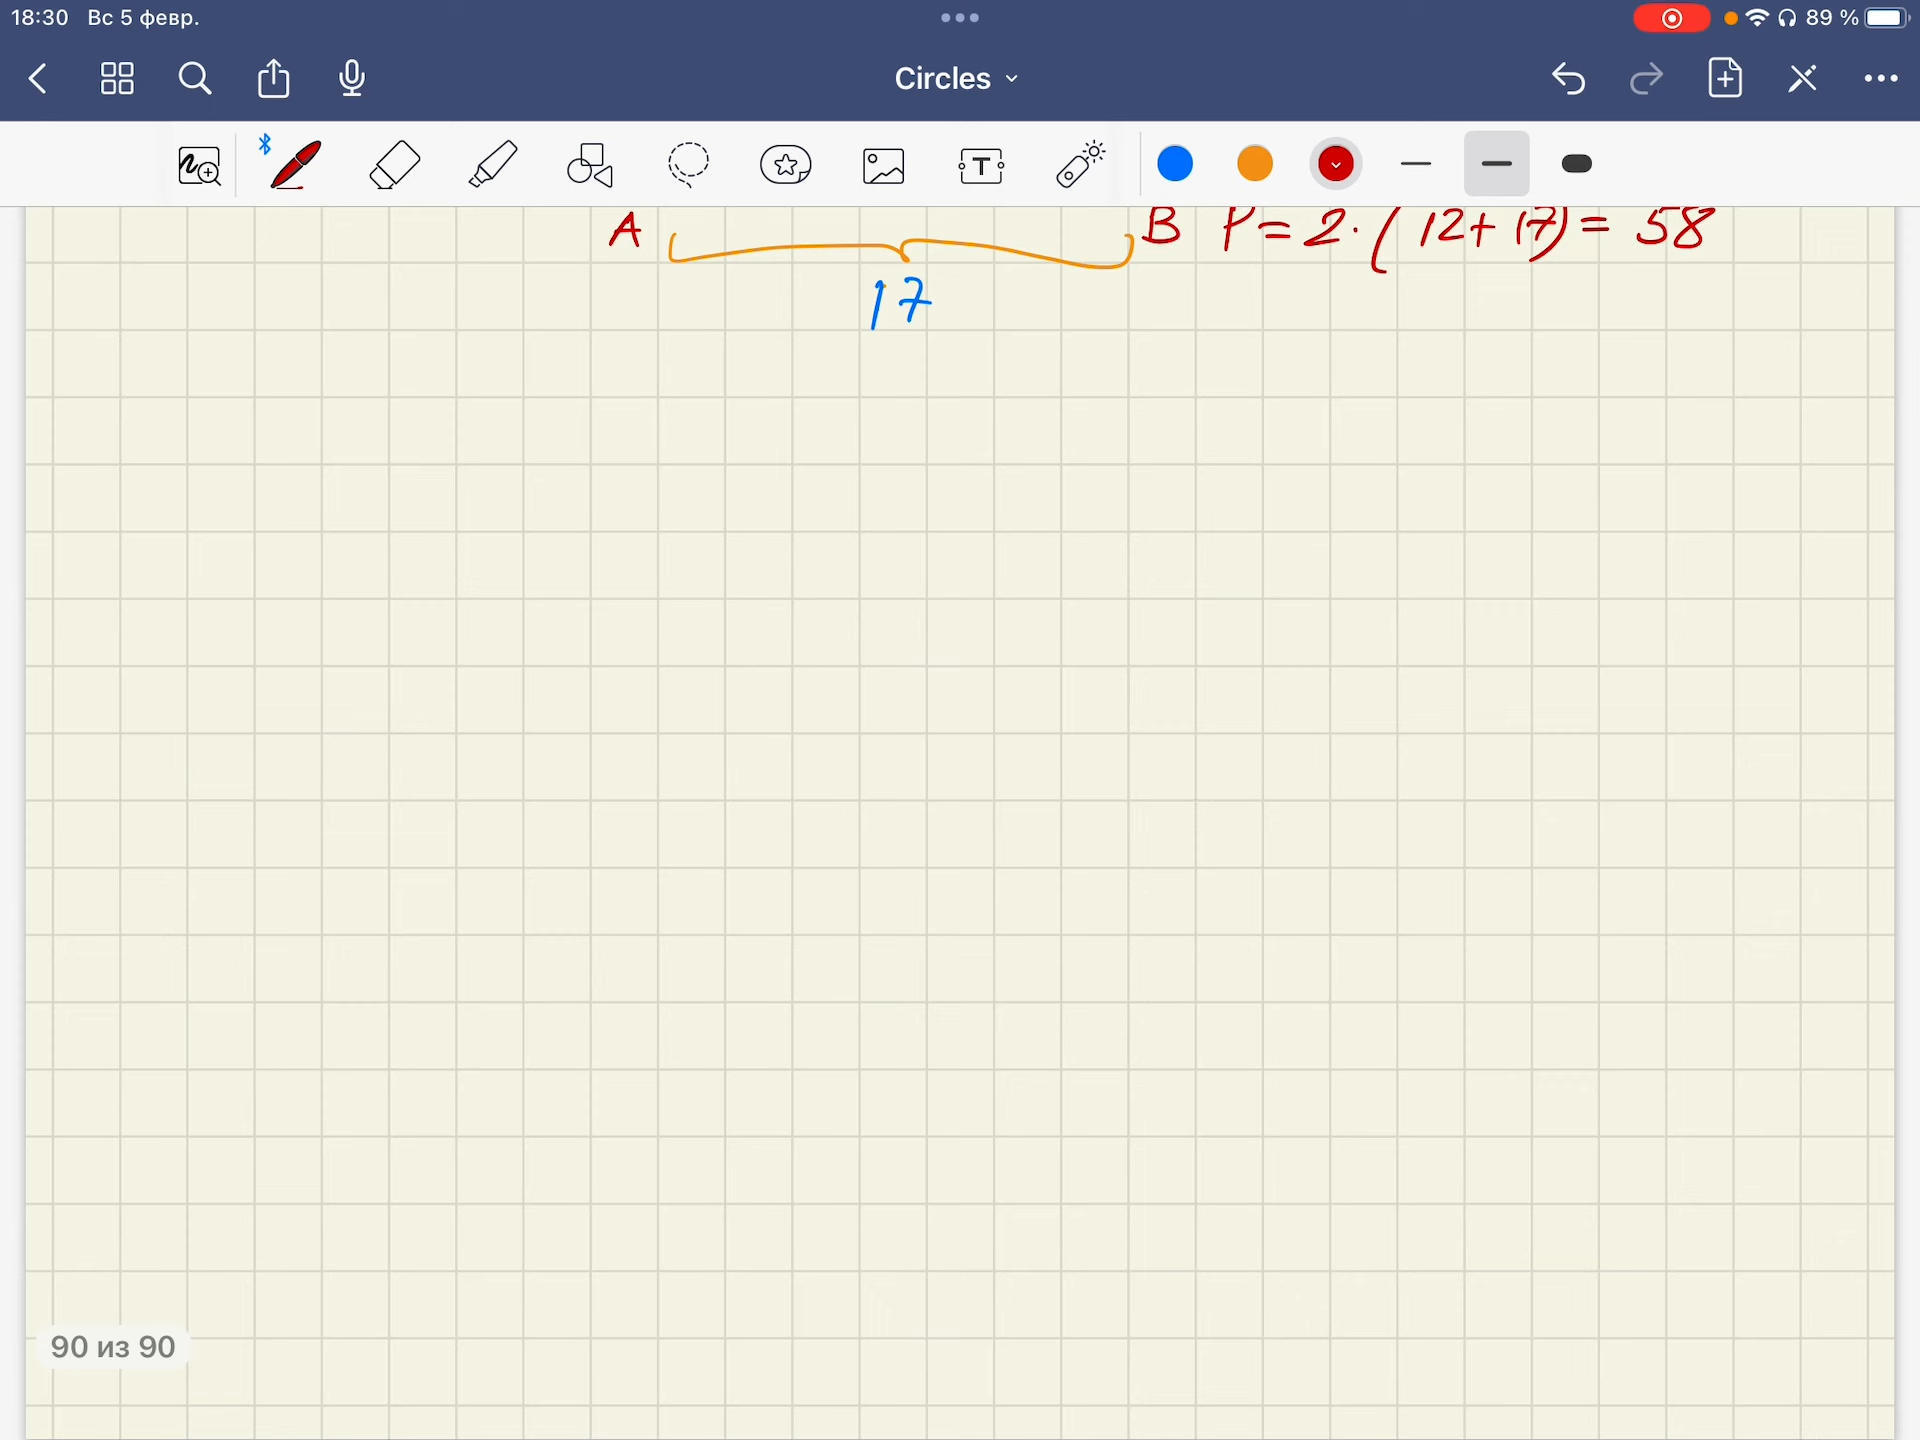 18:30 Вс 5 февр. 89 %
Circles
T
A B P = 2 · ( 12 + 17) = 58
17
90 из 90